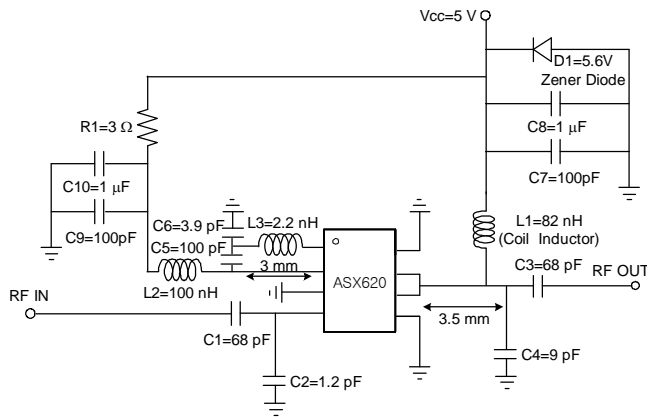 Vcc=5 V
D1=5.6V
Zener Diode
R1=3 Ω
C8=1 μF
C10=1 μF
C7=100pF
C6=3.9 pF
L3=2.2 nH
L1=82 nH
(Coil Inductor)
C9=100pF
C5=100 pF
3 mm
ASX620
C3=68 pF
RF OUT
L2=100 nH
RF IN
3.5 mm
C1=68 pF
C4=9 pF
C2=1.2 pF